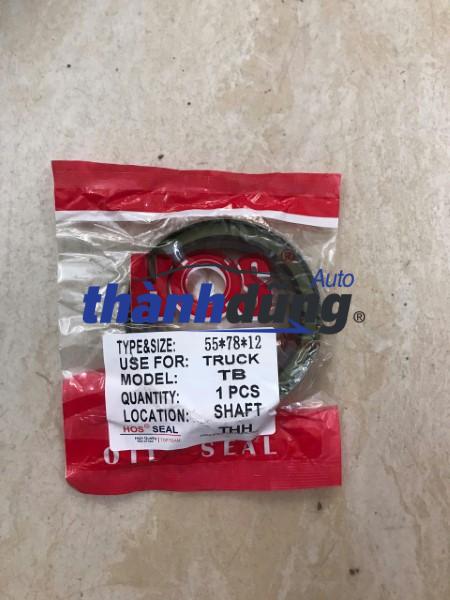 Auto
thànhdung®
TYPE&SIZE: 55*78*12
USE FOR: TRUCK
MODEL: TB
QUANTITY: 1 PCS
LOCATION: SHAFT
HOS® SEAL THH
OIL SEAL